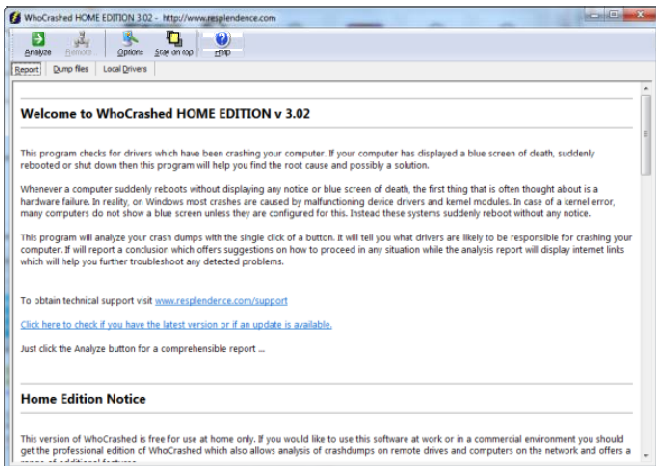 WhoCrashed HOME EDITION 3.02 - http://www.resplendence.com
Analyze Remote Options Stay on top Help
Report Dump files Local Drivers
Welcome to WhoCrashed HOME EDITION v 3.02
This program checks for drivers which have been crashing your computer. If your computer has displayed a blue screen of death, suddenly
rebooted or shut down then this program will help you find the root cause and possibly a solution.
Whenever a computer suddenly reboots without displaying any notice or blue screen of death, the first thing that is often thought about is a
hardware failure. In reality, on Windows most crashes are caused by malfunctioning device drivers and kernel modules. In case of a kernel error,
many computers do not show a blue screen unless they are configured for this. Instead these systems suddenly reboot without any notice.
This program will analyze your crash dumps with the single click of a button. It will tell you what drivers are likely to be responsible for crashing your
computer. If will report a conclusion which offers suggestions on how to proceed in any situation while the analysis report will display internet links
which will help you further troubleshoot any detected problems.
To obtain technical support visit www.resplendence.com/support
Click here to check if you have the latest version or if an update is available.
Just click the Analyze button for a comprehensible report ...
Home Edition Notice
This version of WhoCrashed is free for use at home only. If you would like to use this software at work or in a commercial environment you should
get the professional edition of WhoCrashed which also allows analysis of crashdumps on remote drives and computers on the network and offers a
range of additional features.